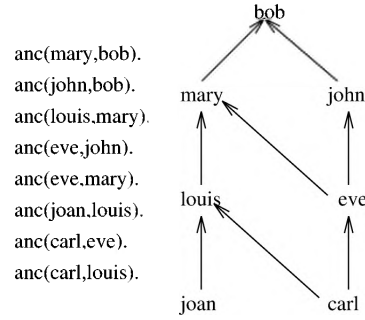 anc(mary,bob).
anc(john,bob).
anc(louis,mary).
anc(eve,john).
anc(eve,mary).
anc(joan,louis).
anc(carl,eve).
anc(carl,louis).
bob
mary john
louis eve
joan carl